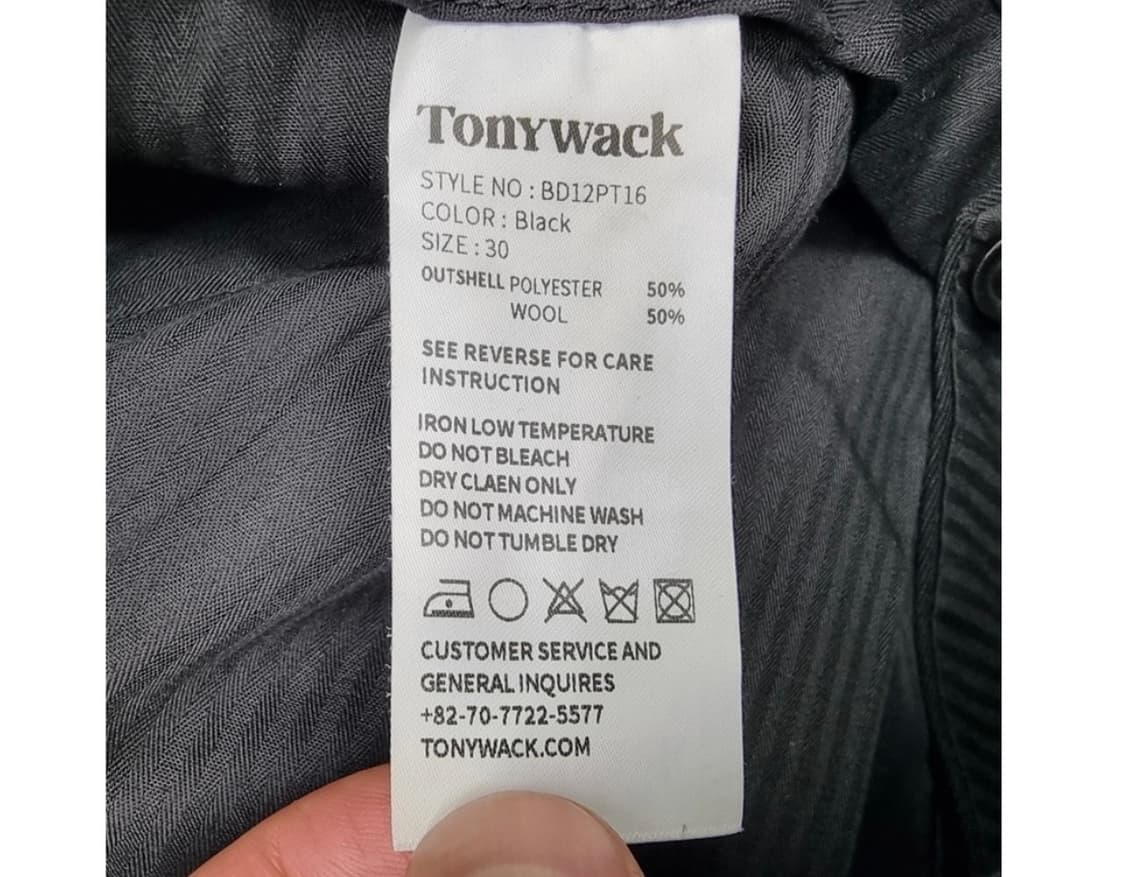 Tonywack
STYLE NO : BD12PT16
COLOR : Black
SIZE : 30
OUTSHELL POLYESTER 50%
WOOL 50%
SEE REVERSE FOR CARE
INSTRUCTION
IRON LOW TEMPERATURE
DO NOT BLEACH
DRY CLAEN ONLY
DO NOT MACHINE WASH
DO NOT TUMBLE DRY
CUSTOMER SERVICE AND
GENERAL INQUIRES
+82-70-7722-5577
TONYWACK.COM